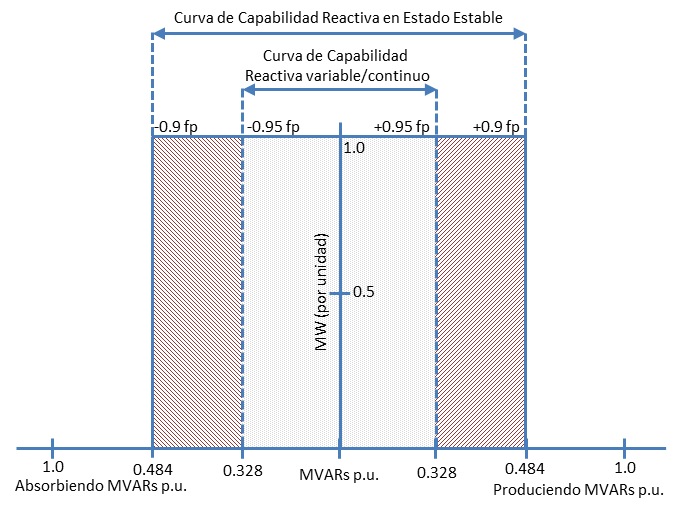 Curva de Capabilidad Reactiva en Estado Estable
Curva de Capabilidad
Reactiva variable/continuo
-0.9 fp
-0.95 fp
+0.95 fp
+0.9 fp
1.0
MW (por unidad)
0.5
1.0
0.484
0.328
MVARs p.u.
0.328
0.484
1.0
Absorbiendo MVARs p.u.
Produciendo MVARs p.u.